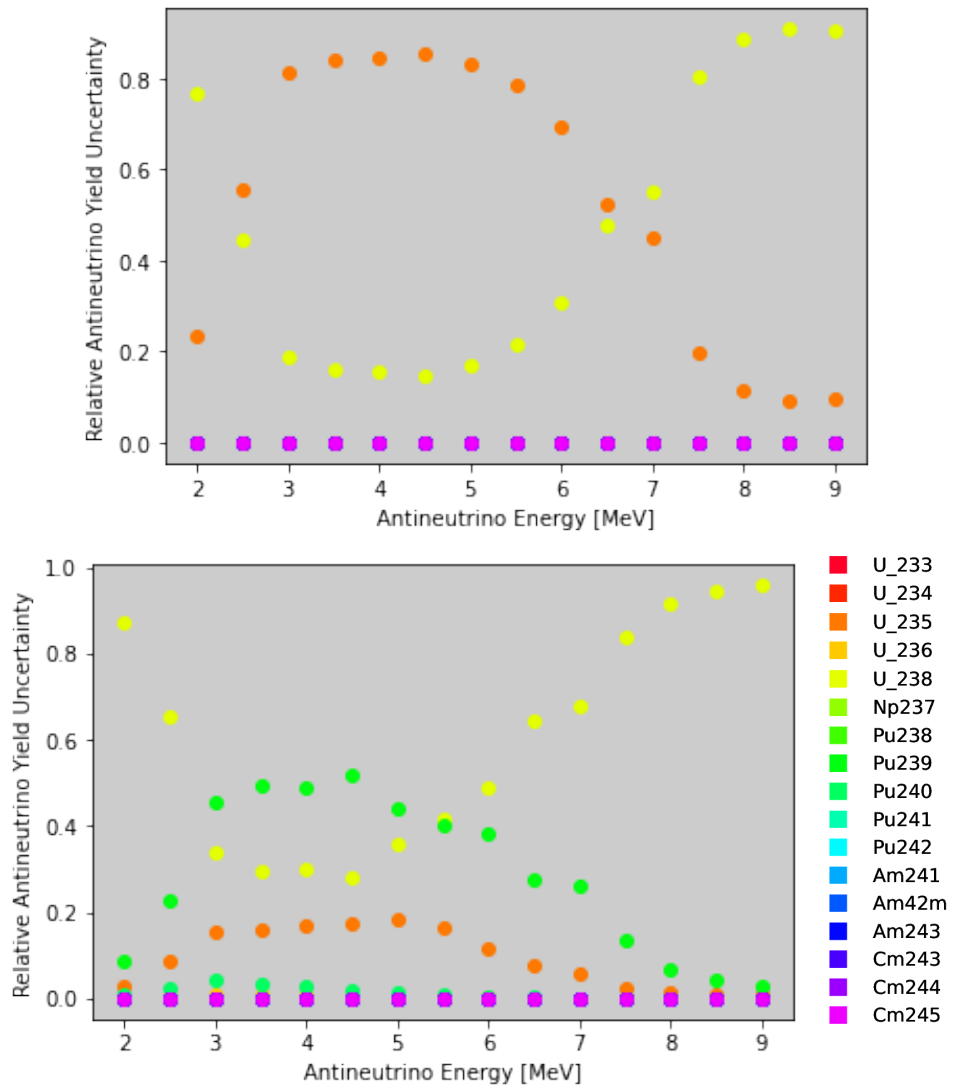 Relative Antineutrino Yield Uncertainty
0.8
0.6
0.4
0.2
0.0
2 3 4 5 6 7 8 9
Antineutrino Energy [MeV]
Relative Antineutrino Yield Uncertainty
1.0
0.8
0.6
0.4
0.2
0.0
2 3 4 5 6 7 8 9
Antineutrino Energy [MeV]
U_233
U_234
U_235
U_236
U_238
Np237
Pu238
Pu239
Pu240
Pu241
Pu242
Am241
Am42m
Am243
Cm243
Cm244
Cm245